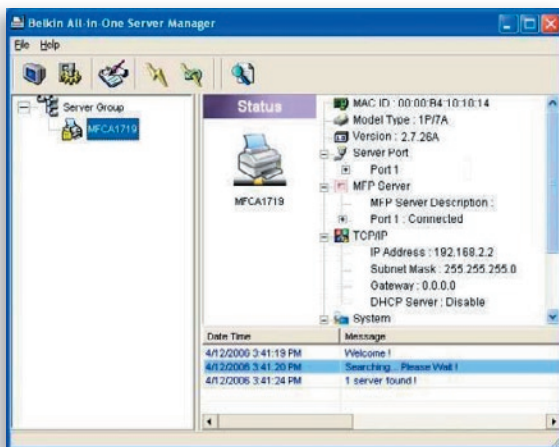 Belkin All-in-One Server Manager
File Help
Server Group
MFCA1719
Status
MFCA1719
MAC ID : 00:00:B4:10:10:14
Model Type : 1P/7A
Version : 2.7.26A
Server Port
Port 1
MFP Server
MFP Server Description :
Port 1 : Connected
TCP/IP
IP Address : 192.168.2.2
Subnet Mask : 255.255.255.0
Gateway : 0.0.0.0
DHCP Server : Disable
System
Date Time Message
4/12/2006 3:41:19 PM Welcome !
4/12/2006 3:41:20 PM Searching... Please Wait !
4/12/2006 3:41:24 PM 1 server found !